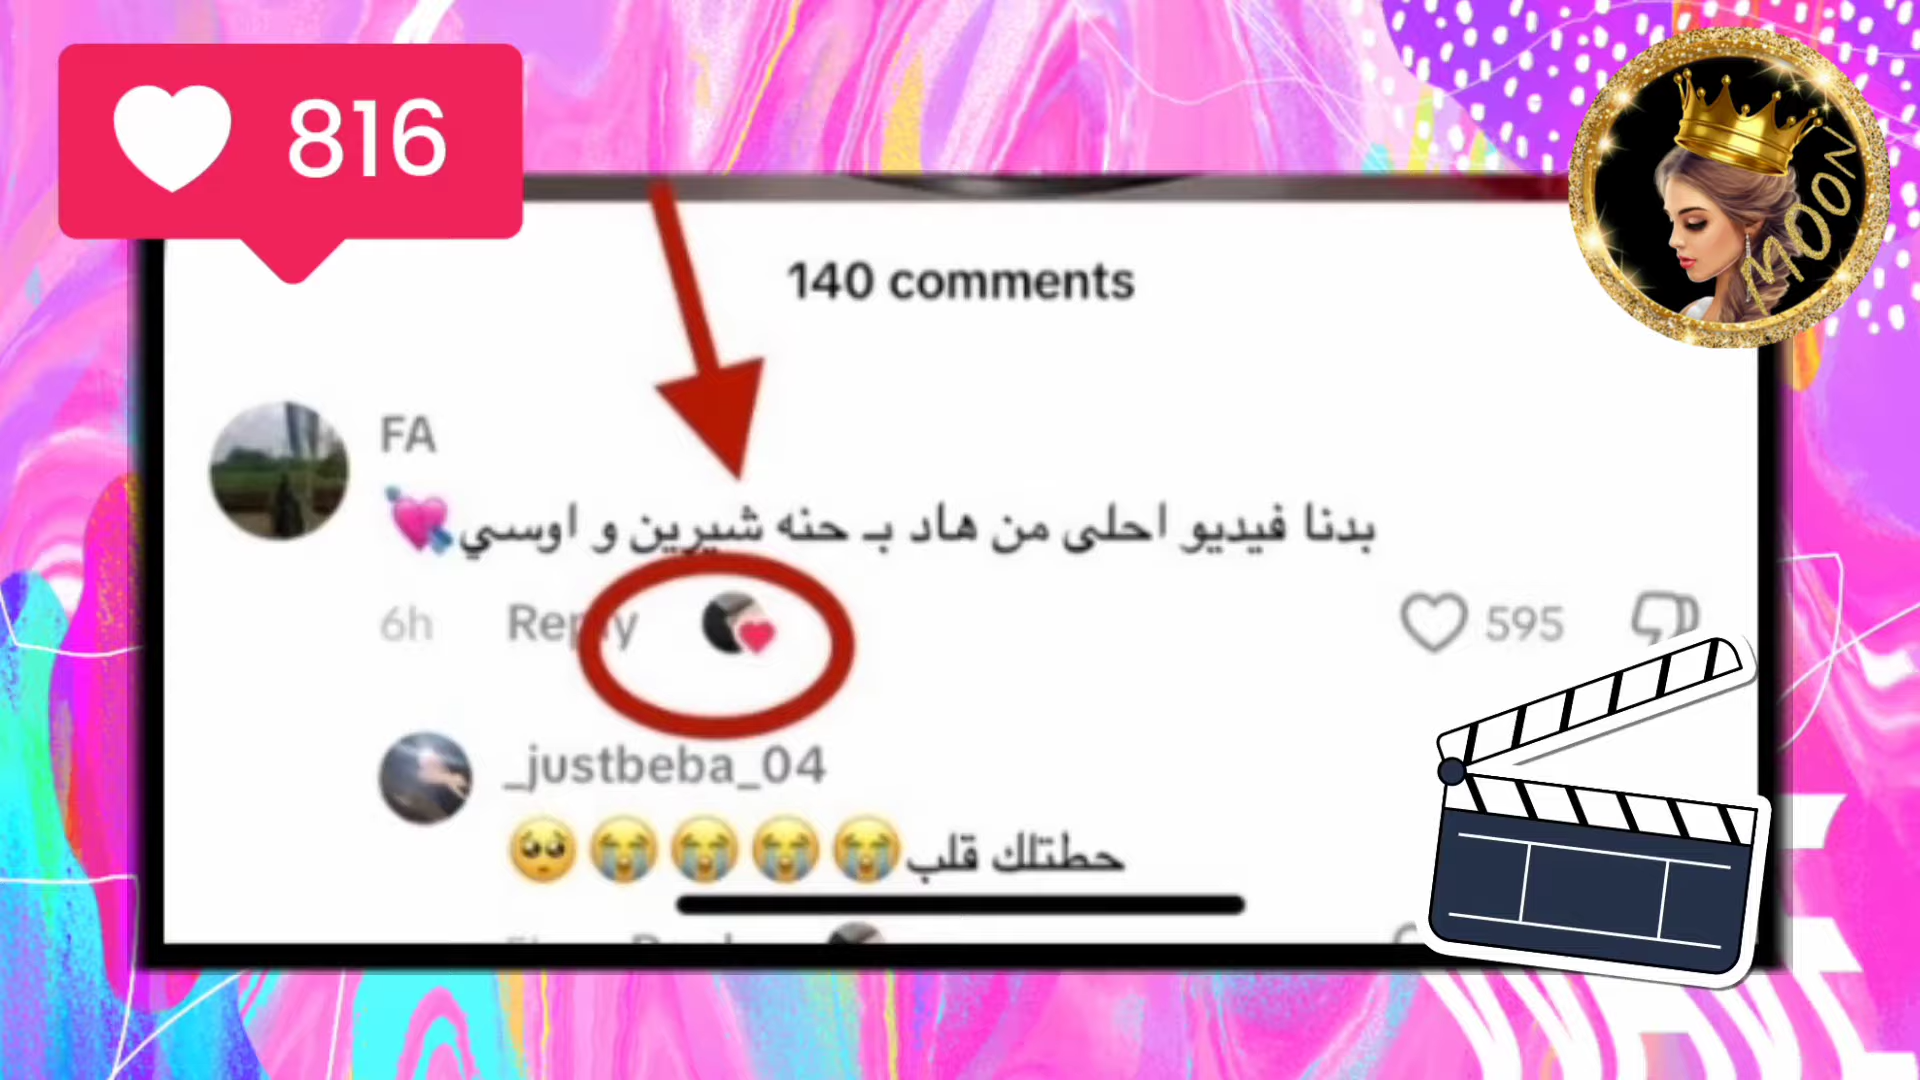 816
MOON
140 comments
FA
بدنا فيديو احلى من هاد بـ حنه شيرين و اوسي💘
6h Reply
595
_justbeba_04
حطتلك قلب😭😭😭😭🥺